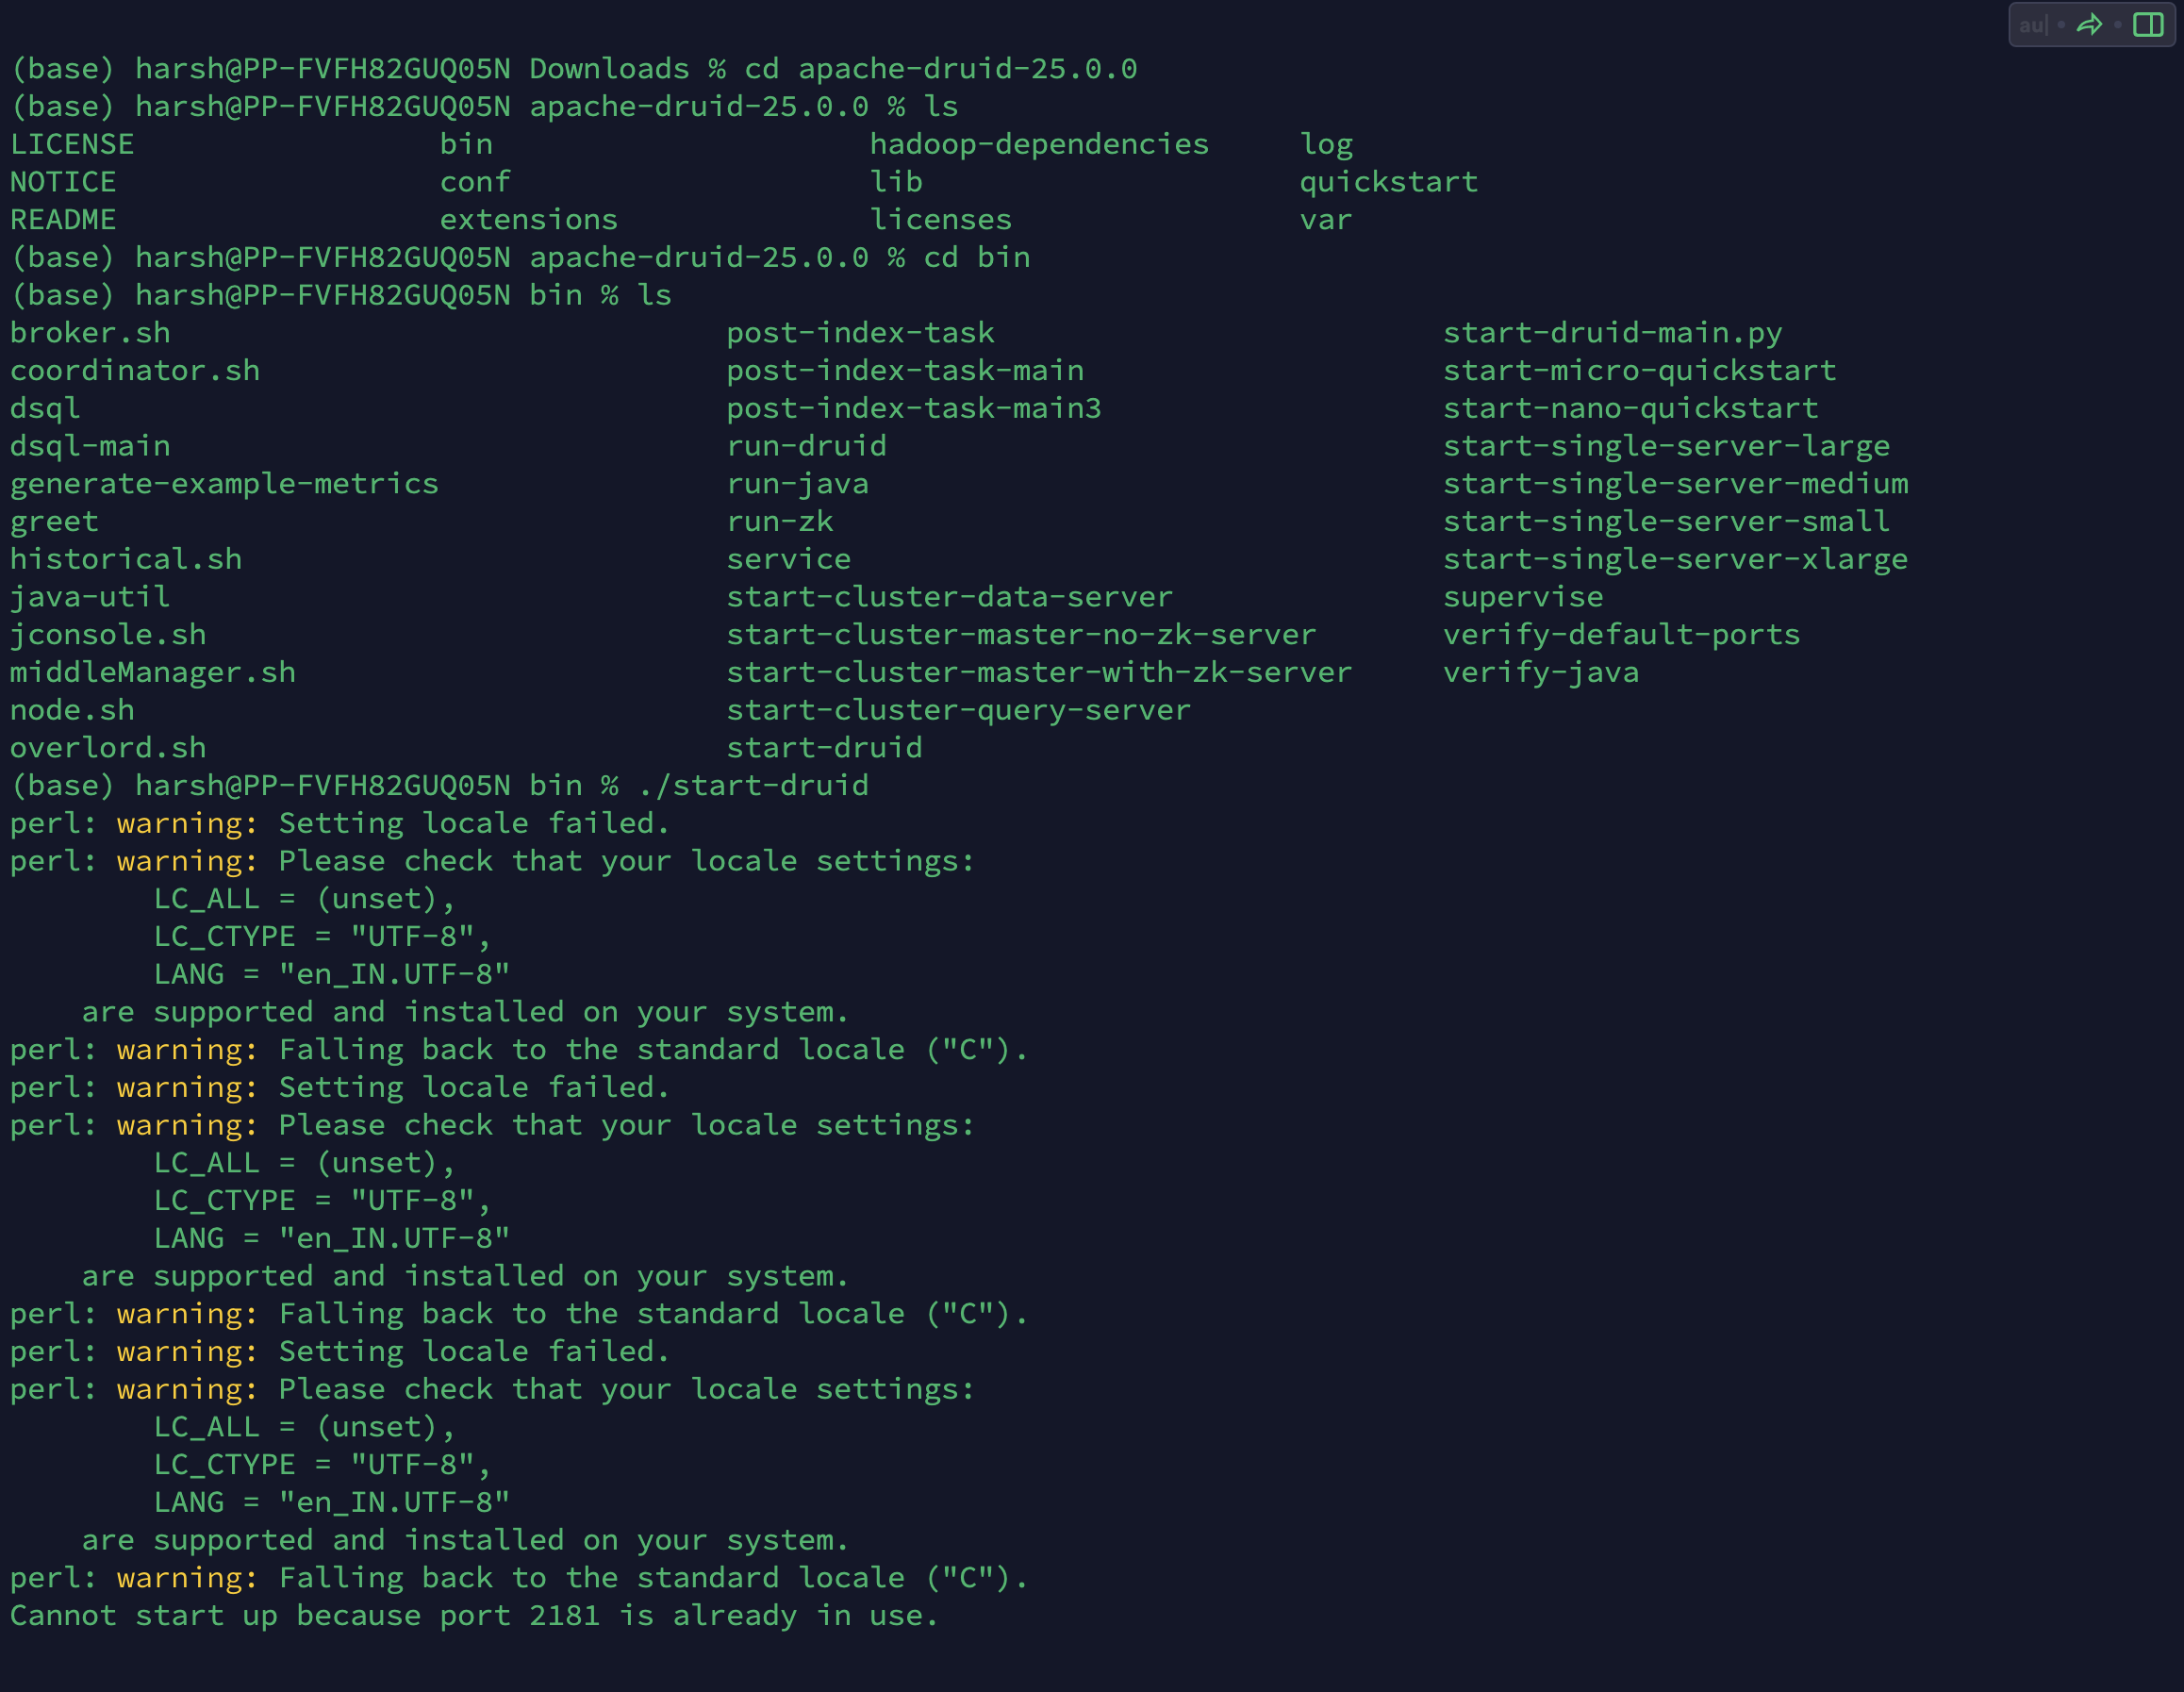 au|
(base) harsh@PP-FVFH82GUQ05N Downloads % cd apache-druid-25.0.0
(base) harsh@PP-FVFH82GUQ05N apache-druid-25.0.0 % ls
LICENSE bin hadoop-dependencies log
NOTICE conf lib quickstart
README extensions licenses var
(base) harsh@PP-FVFH82GUQ05N apache-druid-25.0.0 % cd bin
(base) harsh@PP-FVFH82GUQ05N bin % ls
broker.sh post-index-task start-druid-main.py
coordinator.sh post-index-task-main start-micro-quickstart
dsql post-index-task-main3 start-nano-quickstart
dsql-main run-druid start-single-server-large
generate-example-metrics run-java start-single-server-medium
greet run-zk start-single-server-small
historical.sh service start-single-server-xlarge
java-util start-cluster-data-server supervise
jconsole.sh start-cluster-master-no-zk-server verify-default-ports
middleManager.sh start-cluster-master-with-zk-server verify-java
node.sh start-cluster-query-server
overlord.sh start-druid
(base) harsh@PP-FVFH82GUQ05N bin % ./start-druid
perl: warning: Setting locale failed.
perl: warning: Please check that your locale settings:
LC_ALL = (unset),
LC_CTYPE = "UTF-8",
LANG = "en_IN.UTF-8"
are supported and installed on your system.
perl: warning: Falling back to the standard locale ("C").
perl: warning: Setting locale failed.
perl: warning: Please check that your locale settings:
LC_ALL = (unset),
LC_CTYPE = "UTF-8",
LANG = "en_IN.UTF-8"
are supported and installed on your system.
perl: warning: Falling back to the standard locale ("C").
perl: warning: Setting locale failed.
perl: warning: Please check that your locale settings:
LC_ALL = (unset),
LC_CTYPE = "UTF-8",
LANG = "en_IN.UTF-8"
are supported and installed on your system.
perl: warning: Falling back to the standard locale ("C").
Cannot start up because port 2181 is already in use.